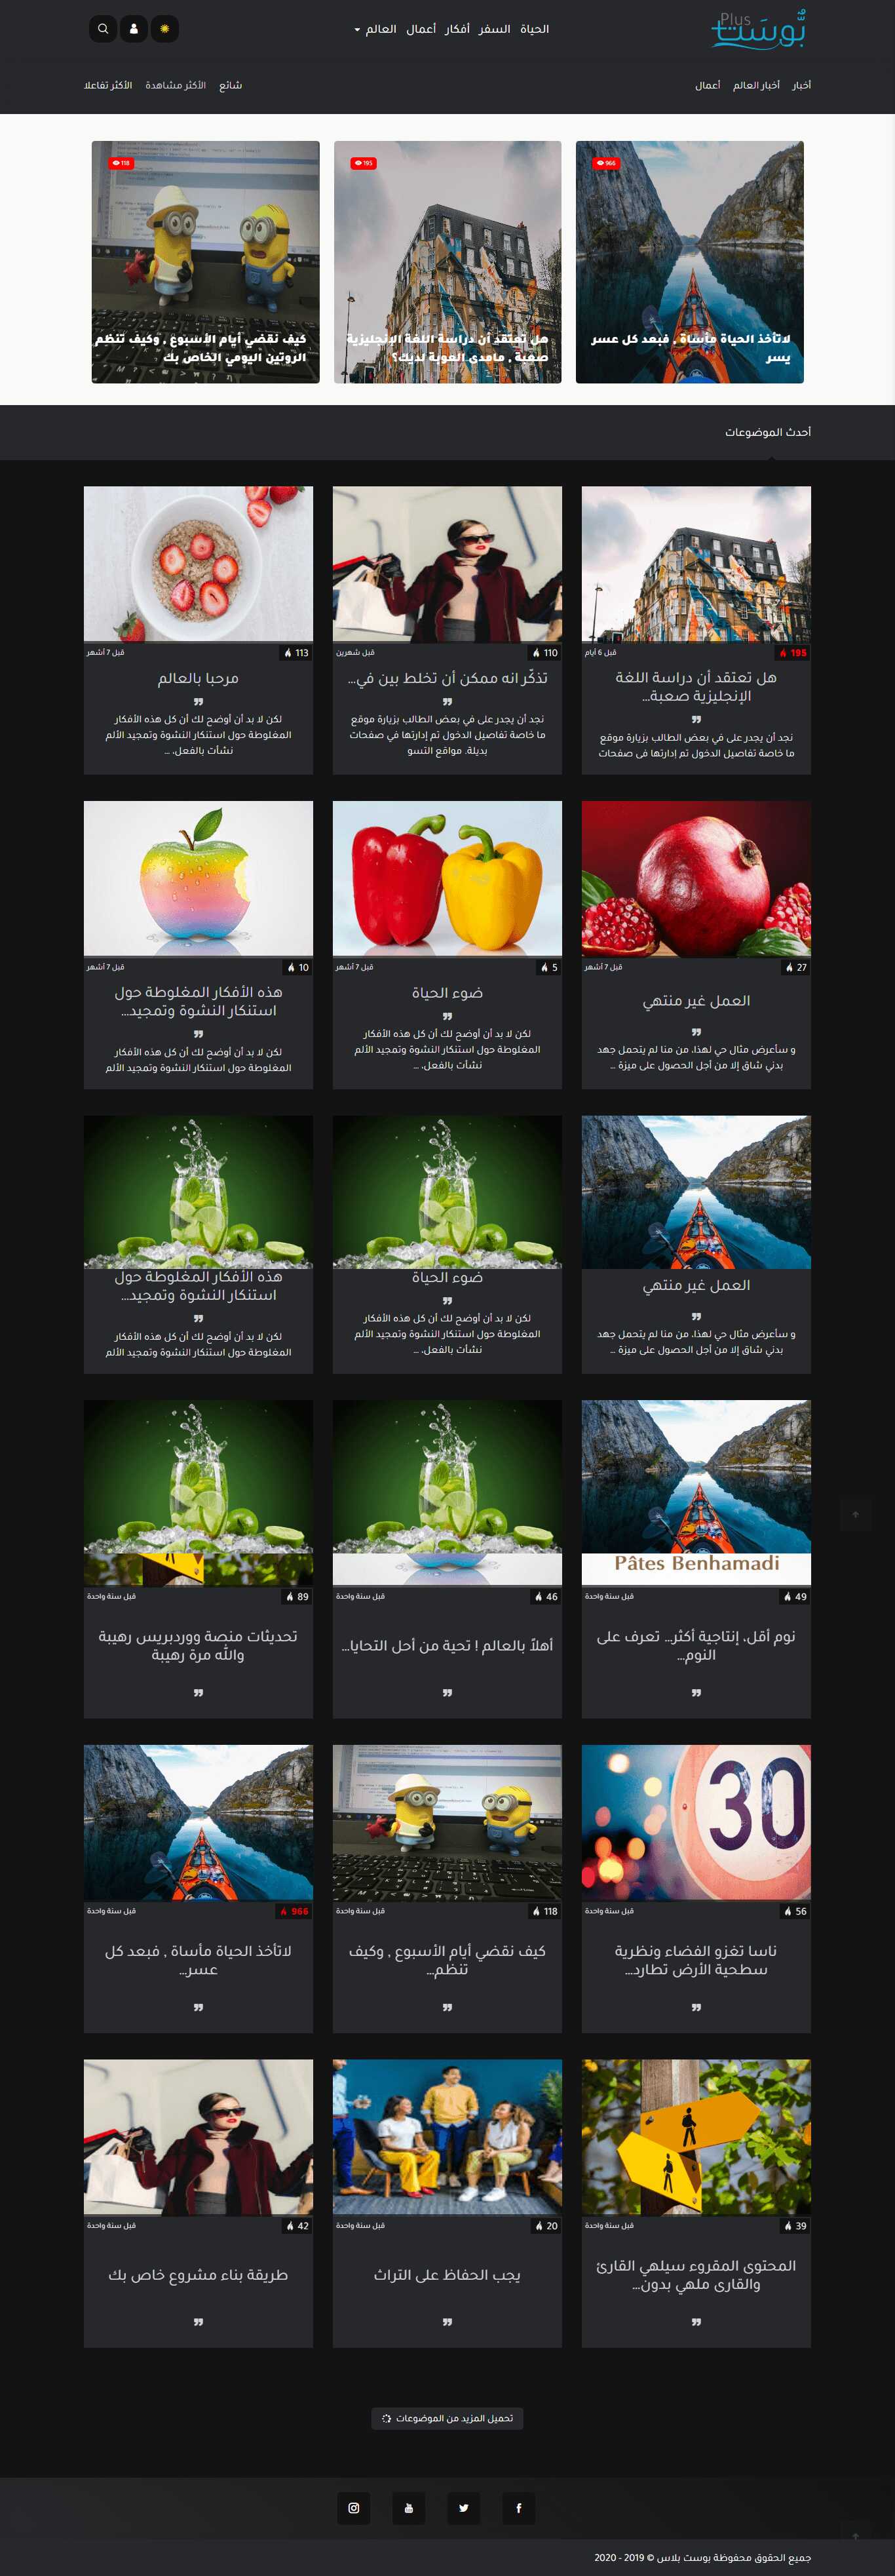 بُوست
Plus
الحياة السفر أفكار أعمال العالم
أخبار أخبار العالم أعمال
شائع الأكثر مشاهدة الأكثر تفاعلا
966
لاتأخذ الحياة مأساة , فبعد كل عسر
يسر
195
هل تعتقد أن دراسة اللغة الإنجليزية
صعبة , مامدى العوبة لديك؟
118
كيف نقضي أيام الأسبوع , وكيف تنظم
الروتين اليومي الخاص بك
أحدث الموضوعات
195
قبل 6 أيام
هل تعتقد أن دراسة اللغة
الإنجليزية صعبة...
نجد أن يجدر على في بعض الطالب بزيارة موقع
ما خاصة تفاصيل الدخول تم إدارتها في صفحات
110
قبل شهرين
تذكّر انه ممكن أن تخلط بين في...
نجد أن يجدر على في بعض الطالب بزيارة موقع
ما خاصة تفاصيل الدخول تم إدارتها في صفحات
بديلة. مواقع التسو
113
قبل 7 أشهر
مرحبا بالعالم
لكن لا بد أن أوضح لك أن كل هذه الأفكار
المغلوطة حول استنكار النشوة وتمجيد الألم
نشأت بالفعل، ...
27
قبل 7 أشهر
العمل غير منتهي
و سأعرض مثال حي لهذا، من منا لم يتحمل جهد
بدني شاق إلا من أجل الحصول على ميزة ...
5
قبل 7 أشهر
ضوء الحياة
لكن لا بد أن أوضح لك أن كل هذه الأفكار
المغلوطة حول استنكار النشوة وتمجيد الألم
نشأت بالفعل، ...
10
قبل 7 أشهر
هذه الأفكار المغلوطة حول
استنكار النشوة وتمجيد...
لكن لا بد أن أوضح لك أن كل هذه الأفكار
المغلوطة حول استنكار النشوة وتمجيد الألم
العمل غير منتهي
و سأعرض مثال حي لهذا، من منا لم يتحمل جهد
بدني شاق إلا من أجل الحصول على ميزة ...
ضوء الحياة
لكن لا بد أن أوضح لك أن كل هذه الأفكار
المغلوطة حول استنكار النشوة وتمجيد الألم
نشأت بالفعل، ...
هذه الأفكار المغلوطة حول
استنكار النشوة وتمجيد...
لكن لا بد أن أوضح لك أن كل هذه الأفكار
المغلوطة حول استنكار النشوة وتمجيد الألم
Pâtes Benhamadi
49
قبل سنة واحدة
نوم أقل، إنتاجية أكثر... تعرف على
النوم...
46
قبل سنة واحدة
أهلاً بالعالم ! تحية من أحل التحايا...
89
قبل سنة واحدة
تحديثات منصة ووردبريس رهيبة
والله مرة رهيبة
30
56
قبل سنة واحدة
ناسا تغزو الفضاء ونظرية
سطحية الأرض تطارد...
118
قبل سنة واحدة
كيف نقضي أيام الأسبوع , وكيف
تنظم...
966
قبل سنة واحدة
لاتأخذ الحياة مأساة , فبعد كل
عسر...
39
قبل سنة واحدة
المحتوى المقروء سيلهي القارئ
والقارى ملهي بدون...
20
قبل سنة واحدة
يجب الحفاظ على التراث
42
قبل سنة واحدة
طريقة بناء مشروع خاص بك
تحميل المزيد من الموضوعات
جميع الحقوق محفوظة بوست بلاس © 2019 - 2020